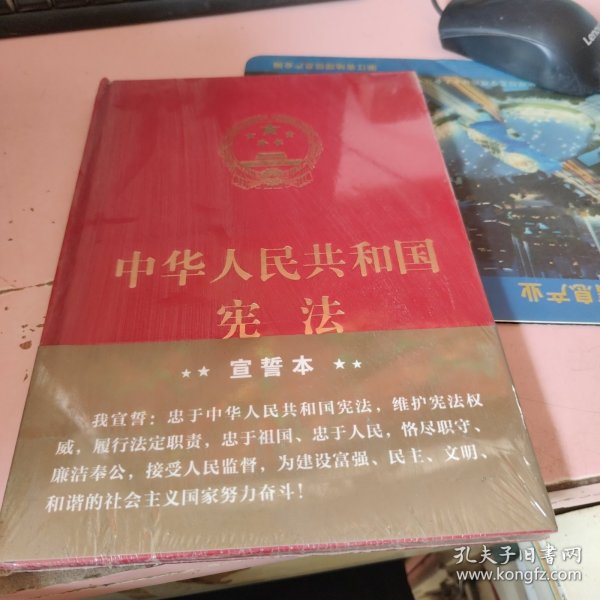 中华人民共和国
宪法
★★ 宣誓本 ★★
我宣誓：忠于中华人民共和国宪法，维护宪法权
威，履行法定职责，忠于祖国、忠于人民，恪尽职守、
廉洁奉公，接受人民监督，为建设富强、民主、文明、
和谐的社会主义国家努力奋斗！
息产业
Lenovo
孔夫子旧书网
www.kongfz.com